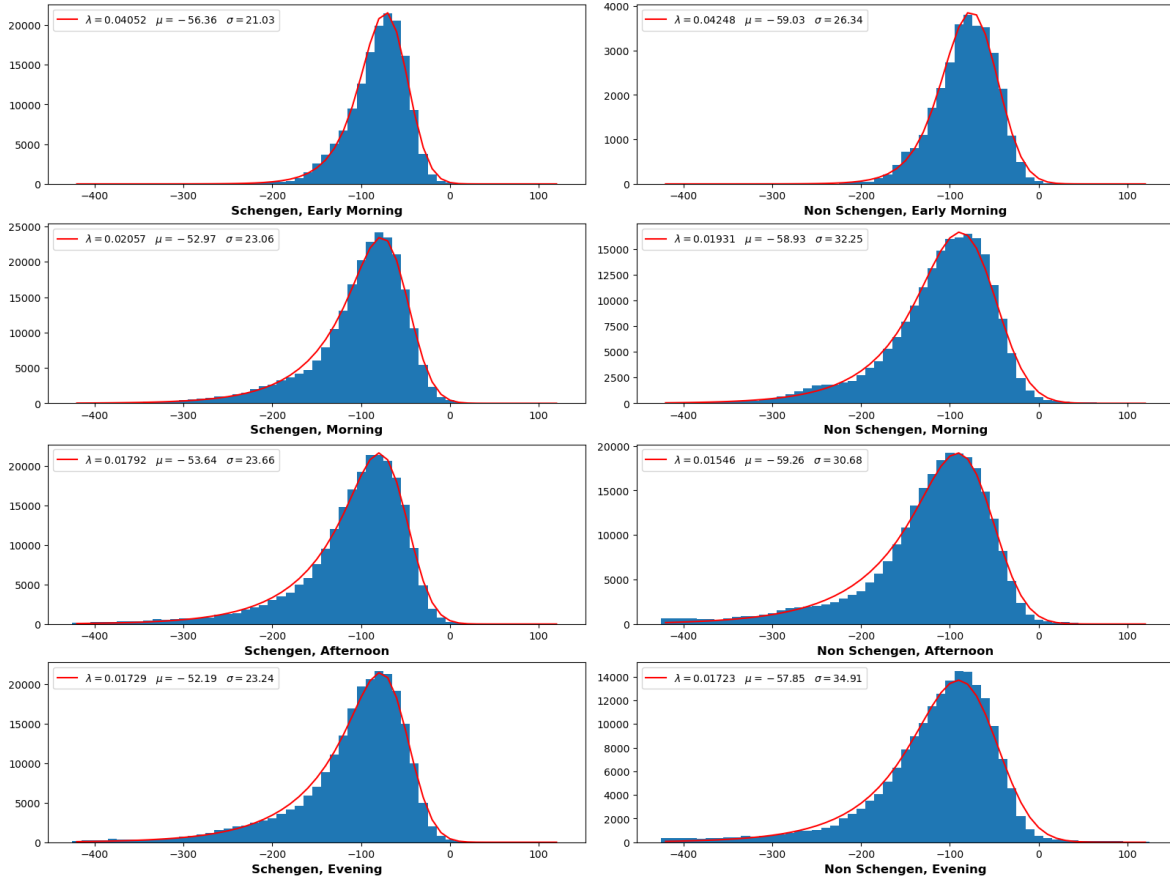 λ = 0.04052 μ = −56.36 σ = 21.03
20000
15000
10000
5000
0
−400 −300 −200 −100 0 100
Schengen, Early Morning
λ = 0.04248 μ = −59.03 σ = 26.34
4000
3000
2000
1000
0
−400 −300 −200 −100 0 100
Non Schengen, Early Morning
λ = 0.02057 μ = −52.97 σ = 23.06
25000
20000
15000
10000
5000
0
−400 −300 −200 −100 0 100
Schengen, Morning
λ = 0.01931 μ = −58.93 σ = 32.25
15000
12500
10000
7500
5000
2500
0
−400 −300 −200 −100 0 100
Non Schengen, Morning
λ = 0.01792 μ = −53.64 σ = 23.66
20000
15000
10000
5000
0
−400 −300 −200 −100 0 100
Schengen, Afternoon
λ = 0.01546 μ = −59.26 σ = 30.68
20000
15000
10000
5000
0
−400 −300 −200 −100 0 100
Non Schengen, Afternoon
λ = 0.01729 μ = −52.19 σ = 23.24
20000
15000
10000
5000
0
−400 −300 −200 −100 0 100
Schengen, Evening
λ = 0.01723 μ = −57.85 σ = 34.91
14000
12000
10000
8000
6000
4000
2000
0
−400 −300 −200 −100 0 100
Non Schengen, Evening